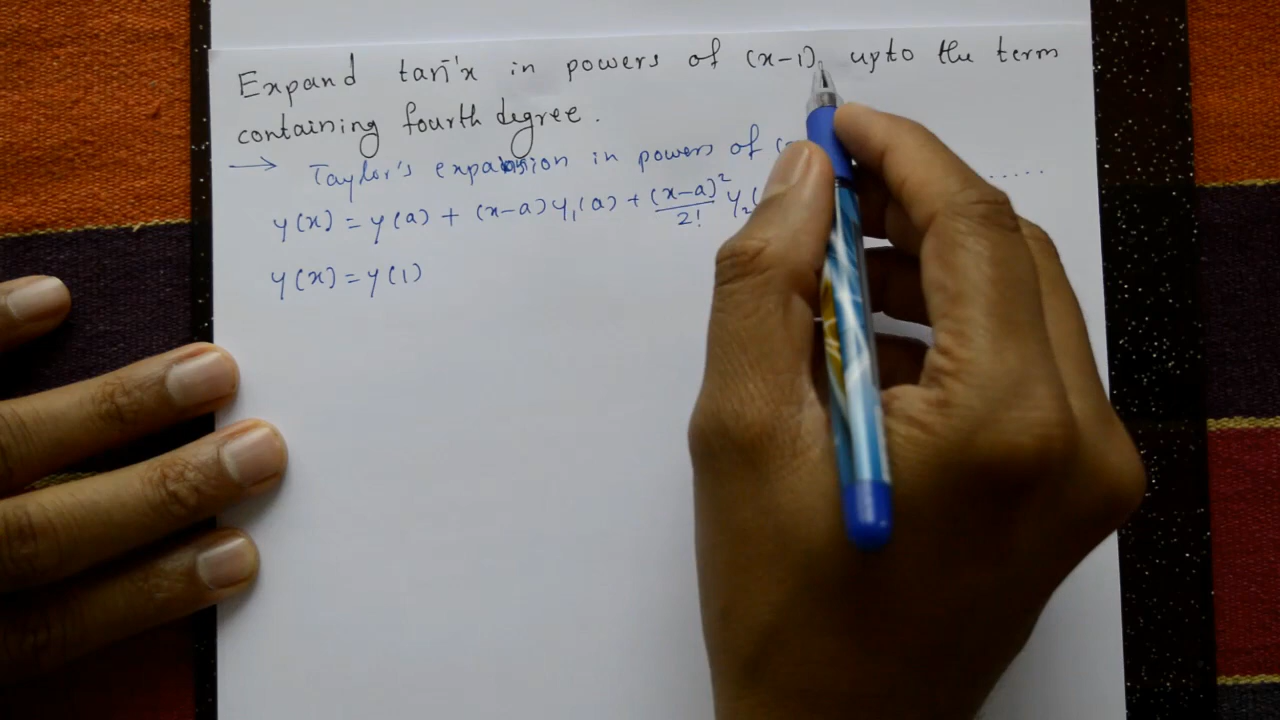 Expand tan⁻¹x in powers of (x-1) upto the term
containing fourth degree.
→ Taylor's expansion in powers of
y(x) = y(a) + (x-a)y₁(a) + (x-a)²/2! y₂( ......
y(x) = y(1)